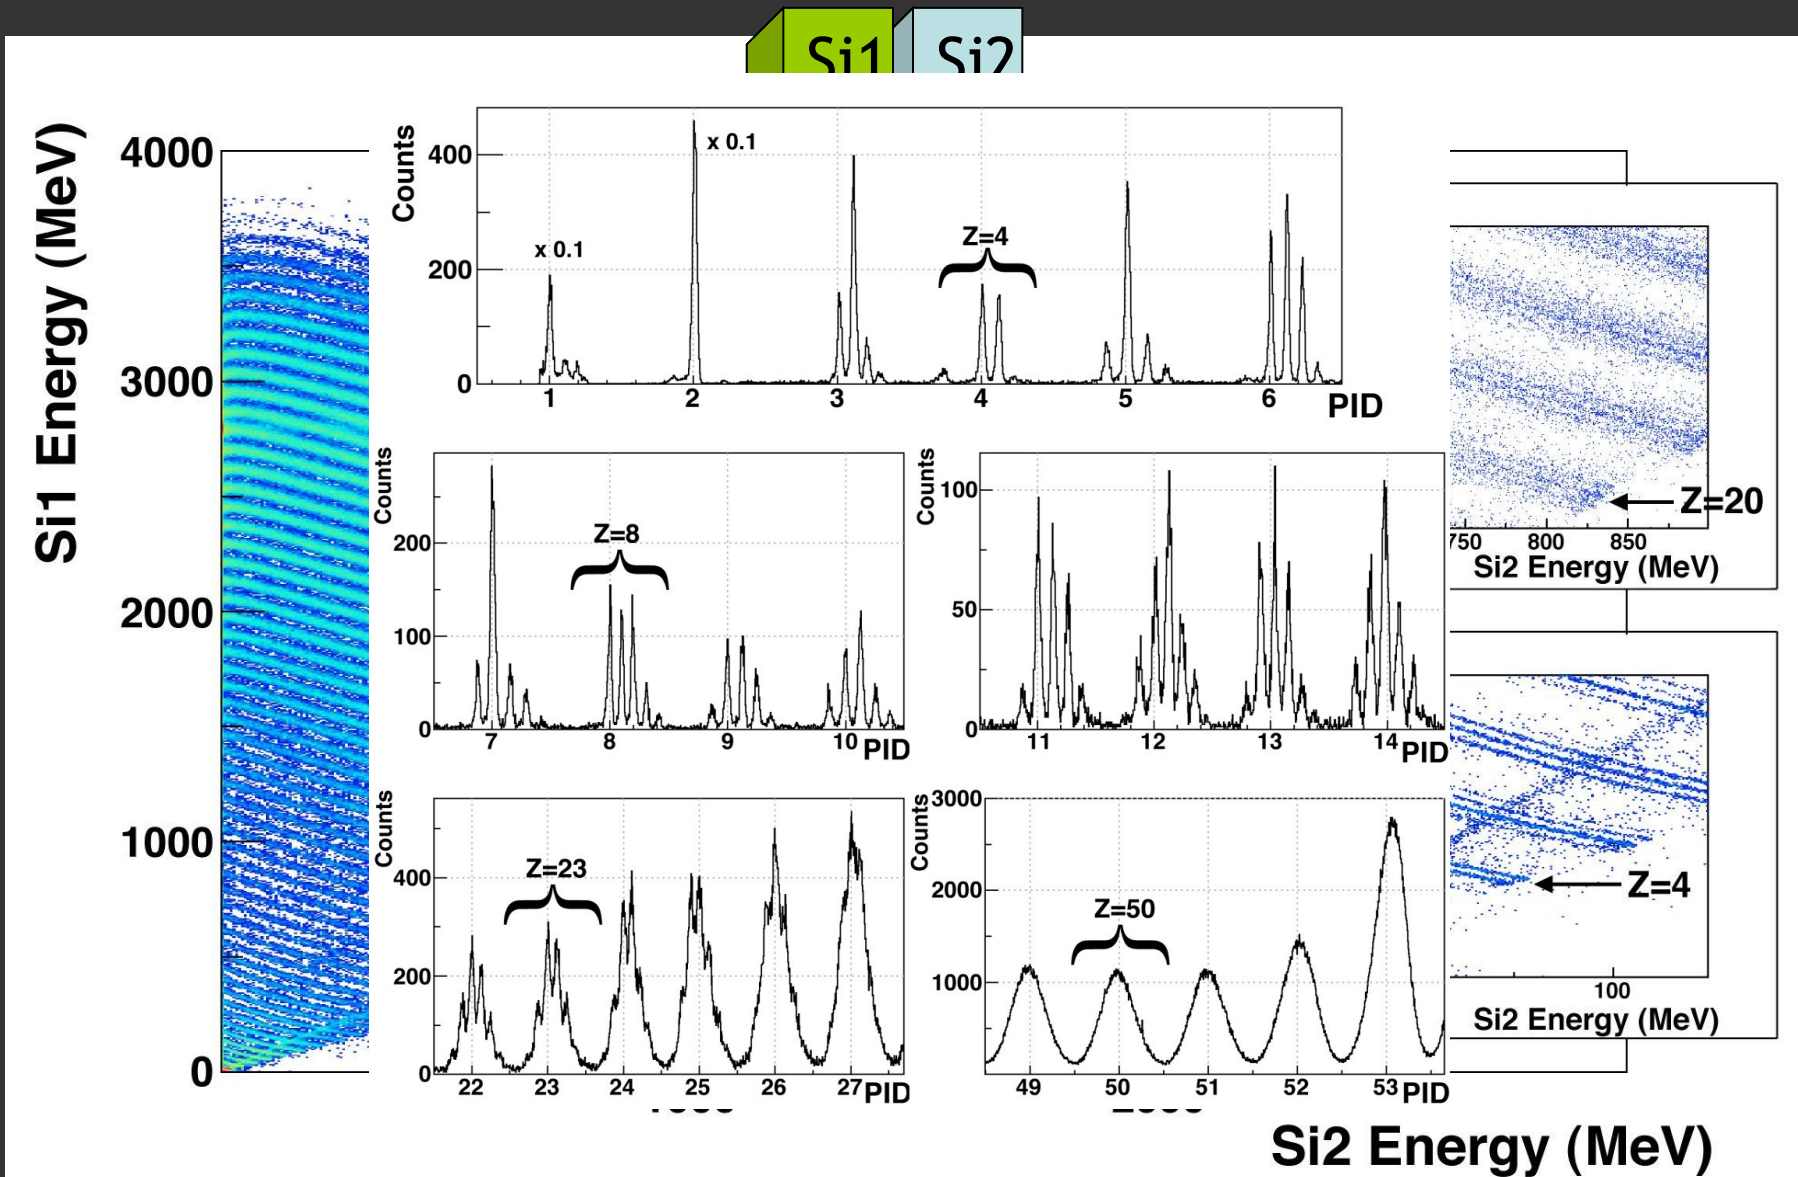 Si1 Si2
Si1 Energy (MeV)
4000
3000
2000
1000
0
Counts
400
200
0
x 0.1
x 0.1
Z=4
1 2 3 4 5 6
PID
Counts
200
100
0
Z=8
7 8 9 10 PID
Counts
100
50
0
11 12 13 14 PID
Counts
400
200
0
Z=23
22 23 24 25 26 27 PID
Counts
3000
2000
1000
Z=50
49 50 51 52 53 PID
Z=20
750 800 850
Si2 Energy (MeV)
Z=4
100
Si2 Energy (MeV)
Si2 Energy (MeV)